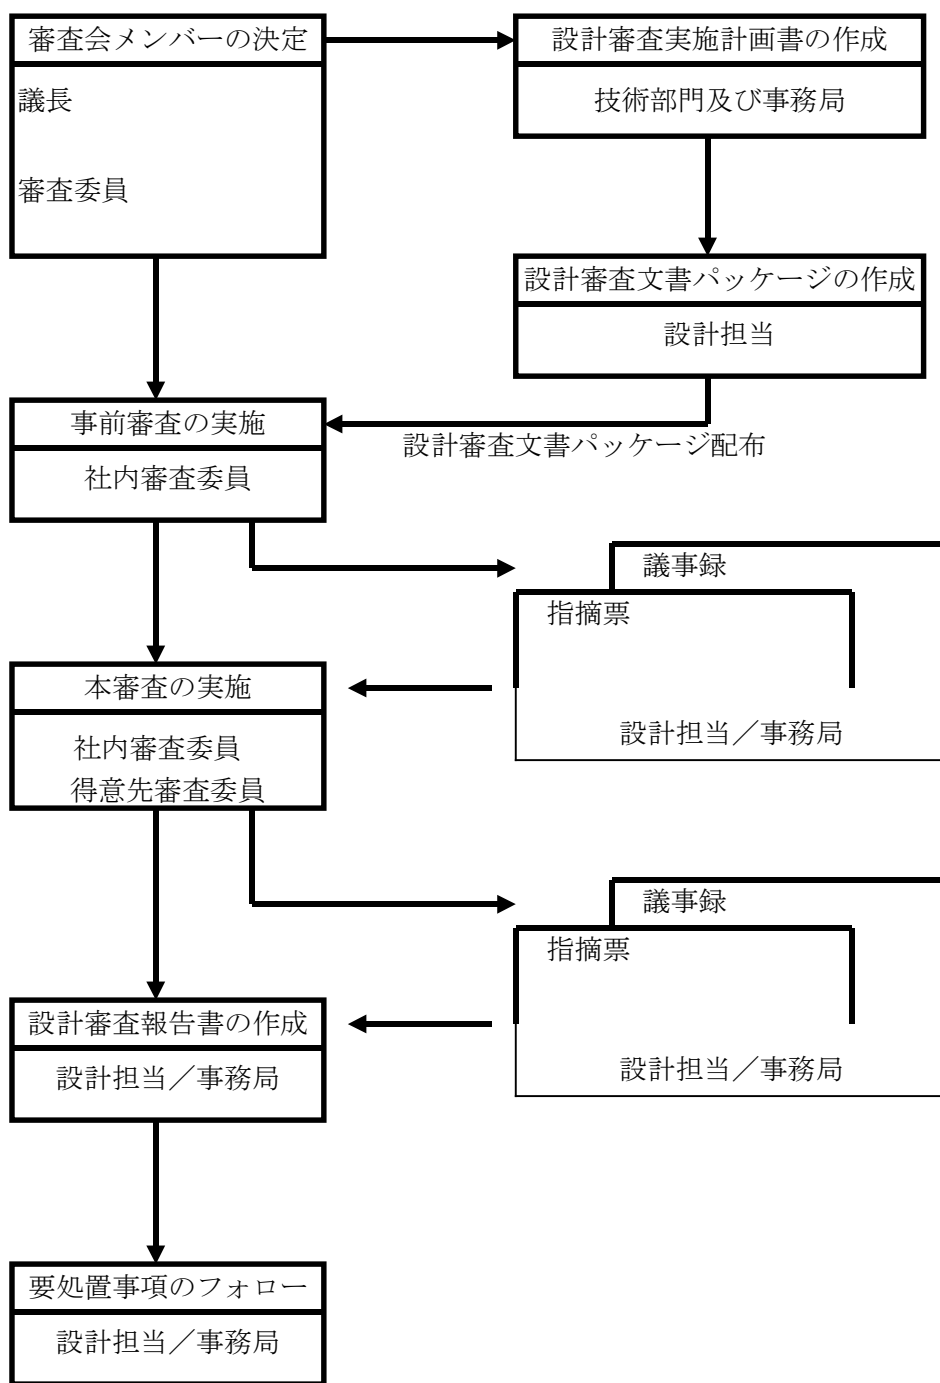 審査会メンバーの決定
議長
審査委員
設計審査実施計画書の作成
技術部門及び事務局
設計審査文書パッケージの作成
設計担当
事前審査の実施
社内審査委員
設計審査文書パッケージ配布
議事録
指摘票
設計担当／事務局
本審査の実施
社内審査委員
得意先審査委員
議事録
指摘票
設計担当／事務局
設計審査報告書の作成
設計担当／事務局
要処置事項のフォロー
設計担当／事務局